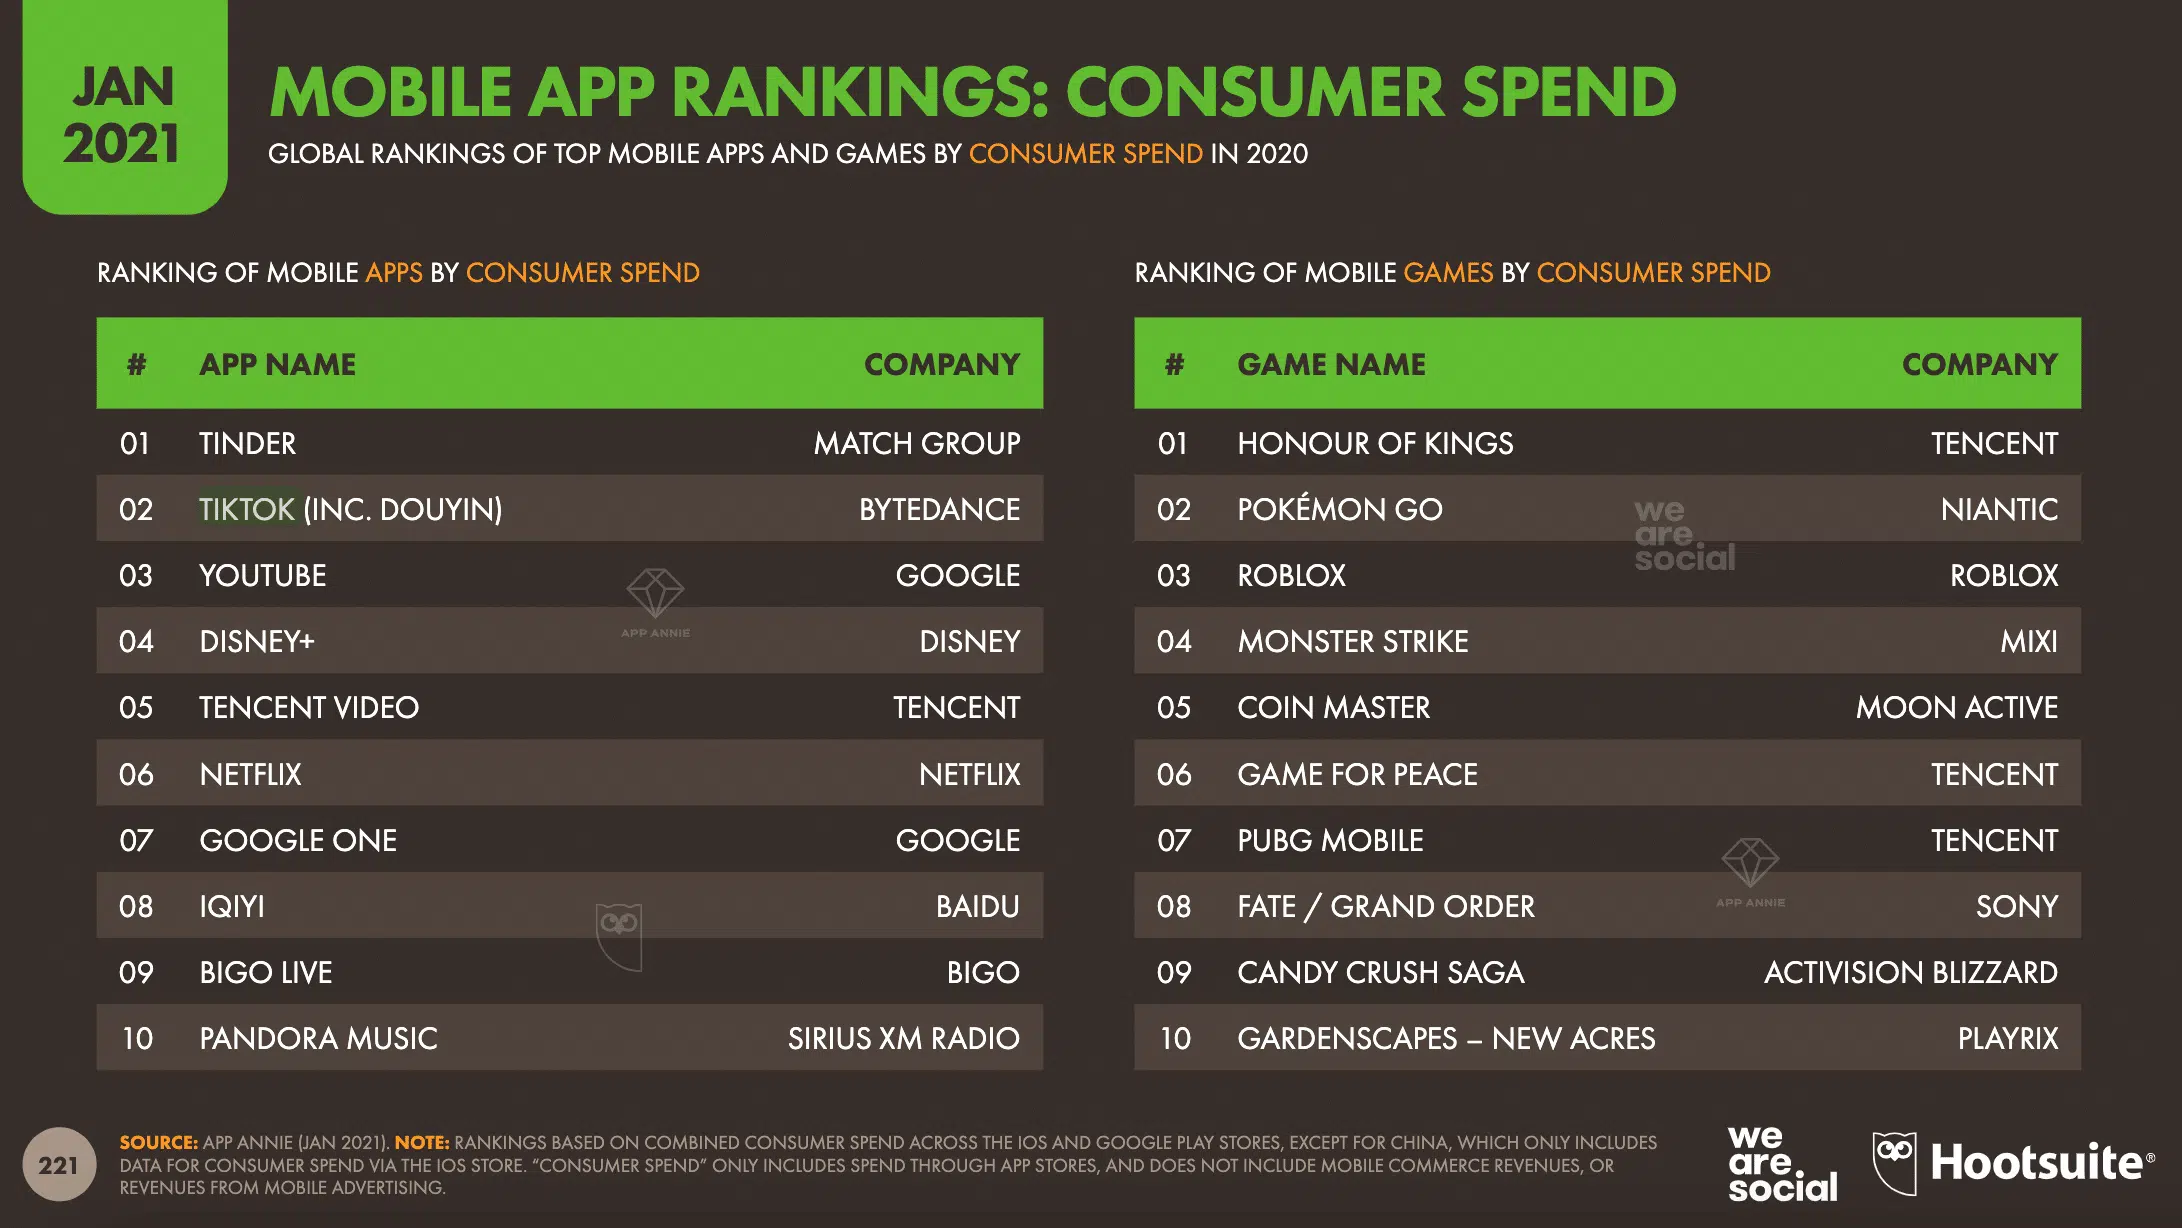 JAN
2021
MOBILE APP RANKINGS: CONSUMER SPEND
GLOBAL RANKINGS OF TOP MOBILE APPS AND GAMES BY CONSUMER SPEND IN 2020
RANKING OF MOBILE APPS BY CONSUMER SPEND
# APP NAME COMPANY
01 TINDER MATCH GROUP
02 TIKTOK (INC. DOUYIN) BYTEDANCE
03 YOUTUBE GOOGLE
04 DISNEY+ DISNEY
05 TENCENT VIDEO TENCENT
06 NETFLIX NETFLIX
07 GOOGLE ONE GOOGLE
08 IQIYI BAIDU
09 BIGO LIVE BIGO
10 PANDORA MUSIC SIRIUS XM RADIO
APP ANNIE
RANKING OF MOBILE GAMES BY CONSUMER SPEND
# GAME NAME COMPANY
01 HONOUR OF KINGS TENCENT
02 POKÉMON GO NIANTIC
03 ROBLOX ROBLOX
04 MONSTER STRIKE MIXI
05 COIN MASTER MOON ACTIVE
06 GAME FOR PEACE TENCENT
07 PUBG MOBILE TENCENT
08 FATE / GRAND ORDER SONY
09 CANDY CRUSH SAGA ACTIVISION BLIZZARD
10 GARDENSCAPES – NEW ACRES PLAYRIX
we
are
social
APP ANNIE
221
SOURCE: APP ANNIE (JAN 2021). NOTE: RANKINGS BASED ON COMBINED CONSUMER SPEND ACROSS THE IOS AND GOOGLE PLAY STORES, EXCEPT FOR CHINA, WHICH ONLY INCLUDES
DATA FOR CONSUMER SPEND VIA THE IOS STORE. “CONSUMER SPEND” ONLY INCLUDES SPEND THROUGH APP STORES, AND DOES NOT INCLUDE MOBILE COMMERCE REVENUES, OR
REVENUES FROM MOBILE ADVERTISING.
we
are.
social
Hootsuite®